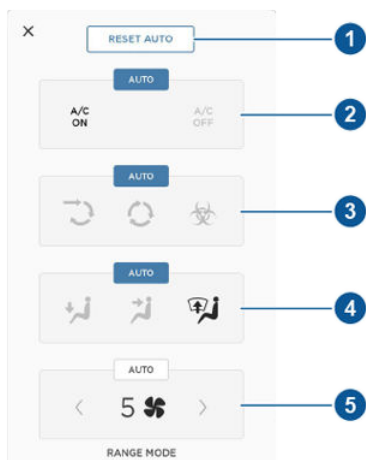 RESET AUTO
1
AUTO
A/C ON
A/C OFF
2
AUTO
3
AUTO
4
AUTO
5
5
RANGE MODE